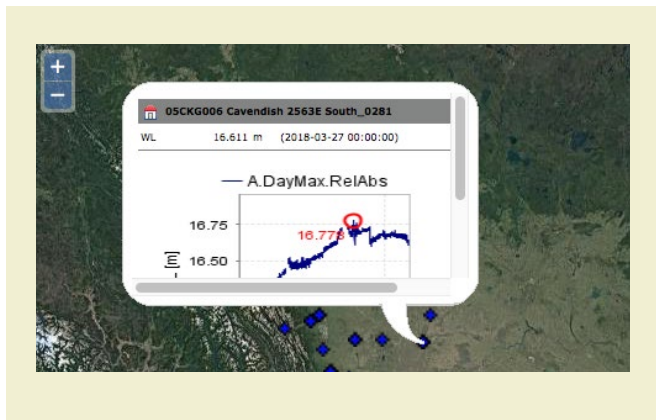 +
−
05CKG006 Cavendish 2563E South_0281
WL 16.611 m (2018-03-27 00:00:00)
A.DayMax.RelAbs
16.75
16.778
16.50
[m]